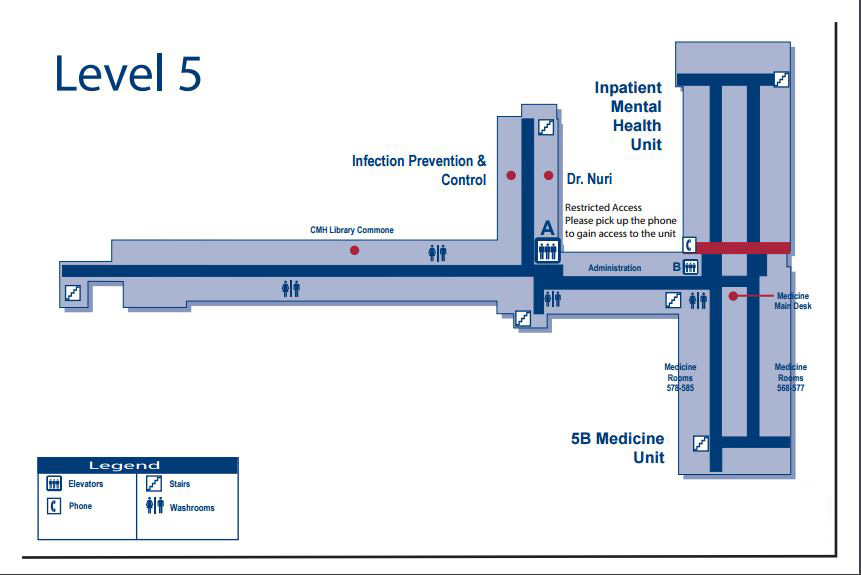 Level 5
Inpatient
Mental
Health
Unit
Infection Prevention &
Control
Dr. Nuri
Restricted Access
Please pick up the phone
to gain access to the unit
CMH Library Commone
A
Administration
B
Medicine
Main Desk
Medicine
Rooms
578-585
Medicine
Rooms
568-577
5B Medicine
Unit
Legend
Elevators
Stairs
Phone
Washrooms